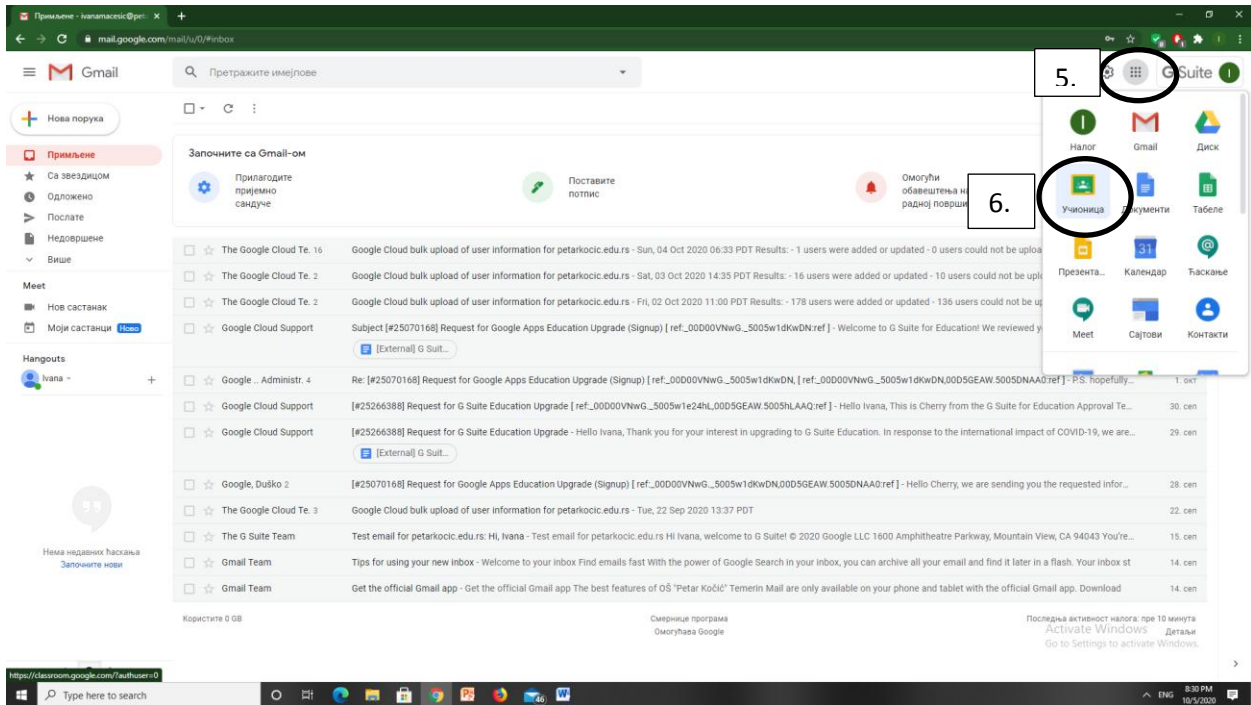 Примљене - ivanamacesic@pet
mail.google.com/mail/u/0/#inbox
Gmail
Претражите имејлове
5.
G Suite
I
Нова порука
Примљене
Са звездицом
Одложено
Послате
Недовршене
Више
Meet
Нов састанак
Моји састанци Ново
Hangouts
Ivana
Нема недавних ћаскања
Започните нови
Започните са Gmail-ом
Прилагодите
пријемно
сандуче
Поставите
потпис
Омогући
обавештења на
радној површи
6.
Налог
Gmail
Диск
Учионица
Документи
Табеле
Презента...
Календар
31
Ћаскање
Meet
Сајтови
Контакти
The Google Cloud Te. 16 Google Cloud bulk upload of user information for petarkocic.edu.rs - Sun, 04 Oct 2020 06:33 PDT Results: - 1 users were added or updated - 0 users could not be uploa
The Google Cloud Te. 2 Google Cloud bulk upload of user information for petarkocic.edu.rs - Sat, 03 Oct 2020 14:35 PDT Results: - 16 users were added or updated - 10 users could not be uplo
The Google Cloud Te. 2 Google Cloud bulk upload of user information for petarkocic.edu.rs - Fri, 02 Oct 2020 11:00 PDT Results: - 178 users were added or updated - 136 users could not be up
Google Cloud Support Subject [#25070168] Request for Google Apps Education Upgrade (Signup) [ ref:_00D00VNwG._5005w1dKwDN:ref ] - Welcome to G Suite for Education! We reviewed y
[External] G Suit...
Google .. Administr. 4 Re: [#25070168] Request for Google Apps Education Upgrade (Signup) [ ref:_00D00VNwG._5005w1dKwDN, [ ref:_00D00VNwG._5005w1dKwDN,00D5GEAW.5005DNAA0:ref ] - P.S. hopefully... 1. окт
Google Cloud Support [#25266388] Request for G Suite Education Upgrade [ ref:_00D00VNwG._5005w1e24hL,00D5GEAW.5005hLAAQ:ref ] - Hello Ivana, This is Cherry from the G Suite for Education Approval Te... 30. сеп
Google Cloud Support [#25266388] Request for G Suite Education Upgrade - Hello Ivana, Thank you for your interest in upgrading to G Suite Education. In response to the international impact of COVID-19, we are... 29. сеп
[External] G Suit...
Google, Duško 2 [#25070168] Request for Google Apps Education Upgrade (Signup) [ ref:_00D00VNwG._5005w1dKwDN,00D5GEAW.5005DNAA0:ref ] - Hello Cherry, we are sending you the requested infor... 28. сеп
The Google Cloud Te. 3 Google Cloud bulk upload of user information for petarkocic.edu.rs - Tue, 22 Sep 2020 13:37 PDT 22. сеп
The G Suite Team Test email for petarkocic.edu.rs: Hi, Ivana - Test email for petarkocic.edu.rs Hi Ivana, welcome to G Suite! © 2020 Google LLC 1600 Amphitheatre Parkway, Mountain View, CA 94043 You're... 15. сеп
Gmail Team Tips for using your new inbox - Welcome to your inbox Find emails fast With the power of Google Search in your inbox, you can archive all your email and find it later in a flash. Your inbox st 14. сеп
Gmail Team Get the official Gmail app - Get the official Gmail app The best features of OŠ "Petar Kočić" Temerin Mail are only available on your phone and tablet with the official Gmail app. Download 14. сеп
Користите 0 GB
Смернице програма
Омогућава Google
Последња активност налога: пре 10 минута
Детаљи
Activate Windows
Go to Settings to activate Windows.
https://classroom.google.com/?authuser=0
Type here to search
46
ENG
8:30 PM
10/5/2020